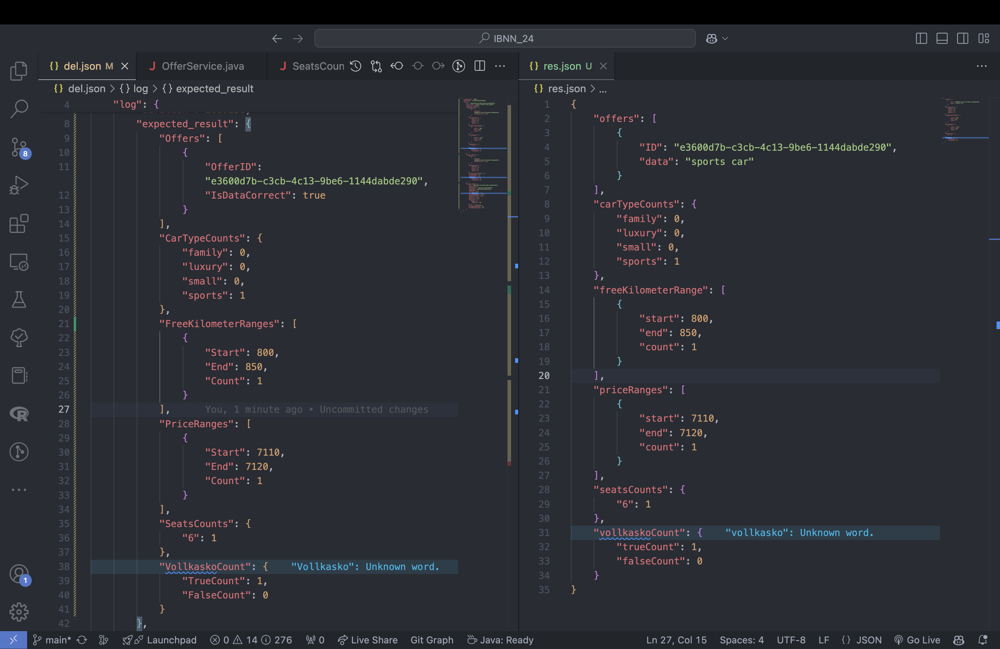 IBNN_24
del.json M
OfferService.java
SeatsCoun
res.json U
del.json > {} log > {} expected_result
res.json > ...
4 "log": {
8 "expected_result": {
9 "Offers": [
10 {
11 "OfferID":
"e3600d7b-c3cb-4c13-9be6-1144dabde290",
12 "IsDataCorrect": true
13 }
14 ],
15 "CarTypeCounts": {
16 "family": 0,
17 "luxury": 0,
18 "small": 0,
19 "sports": 1
20 },
21 "FreeKilometerRanges": [
22 {
23 "Start": 800,
24 "End": 850,
25 "Count": 1
26 }
27 ], You, 1 minute ago • Uncommitted changes
28 "PriceRanges": [
29 {
30 "Start": 7110,
31 "End": 7120,
32 "Count": 1
33 }
34 ],
35 "SeatsCounts": {
36 "6": 1
37 },
38 "VollkaskoCount": { "Vollkasko": Unknown word.
39 "TrueCount": 1,
40 "FalseCount": 0
41 }
42 },
1 {
2 "offers": [
3 {
4 "ID": "e3600d7b-c3cb-4c13-9be6-1144dabde290",
5 "data": "sports car"
6 }
7 ],
8 "carTypeCounts": {
9 "family": 0,
10 "luxury": 0,
11 "small": 0,
12 "sports": 1
13 },
14 "freeKilometerRange": [
15 {
16 "start": 800,
17 "end": 850,
18 "count": 1
19 }
20 ],
21 "priceRanges": [
22 {
23 "start": 7110,
24 "end": 7120,
25 "count": 1
26 }
27 ],
28 "seatsCounts": {
29 "6": 1
30 },
31 "vollkaskoCount": { "vollkasko": Unknown word.
32 "trueCount": 1,
33 "falseCount": 0
34 }
35 }
8
1
main* Launchpad 0 14 276 0 Live Share Git Graph Java: Ready Ln 27, Col 15 Spaces: 4 UTF-8 LF {} JSON Go Live